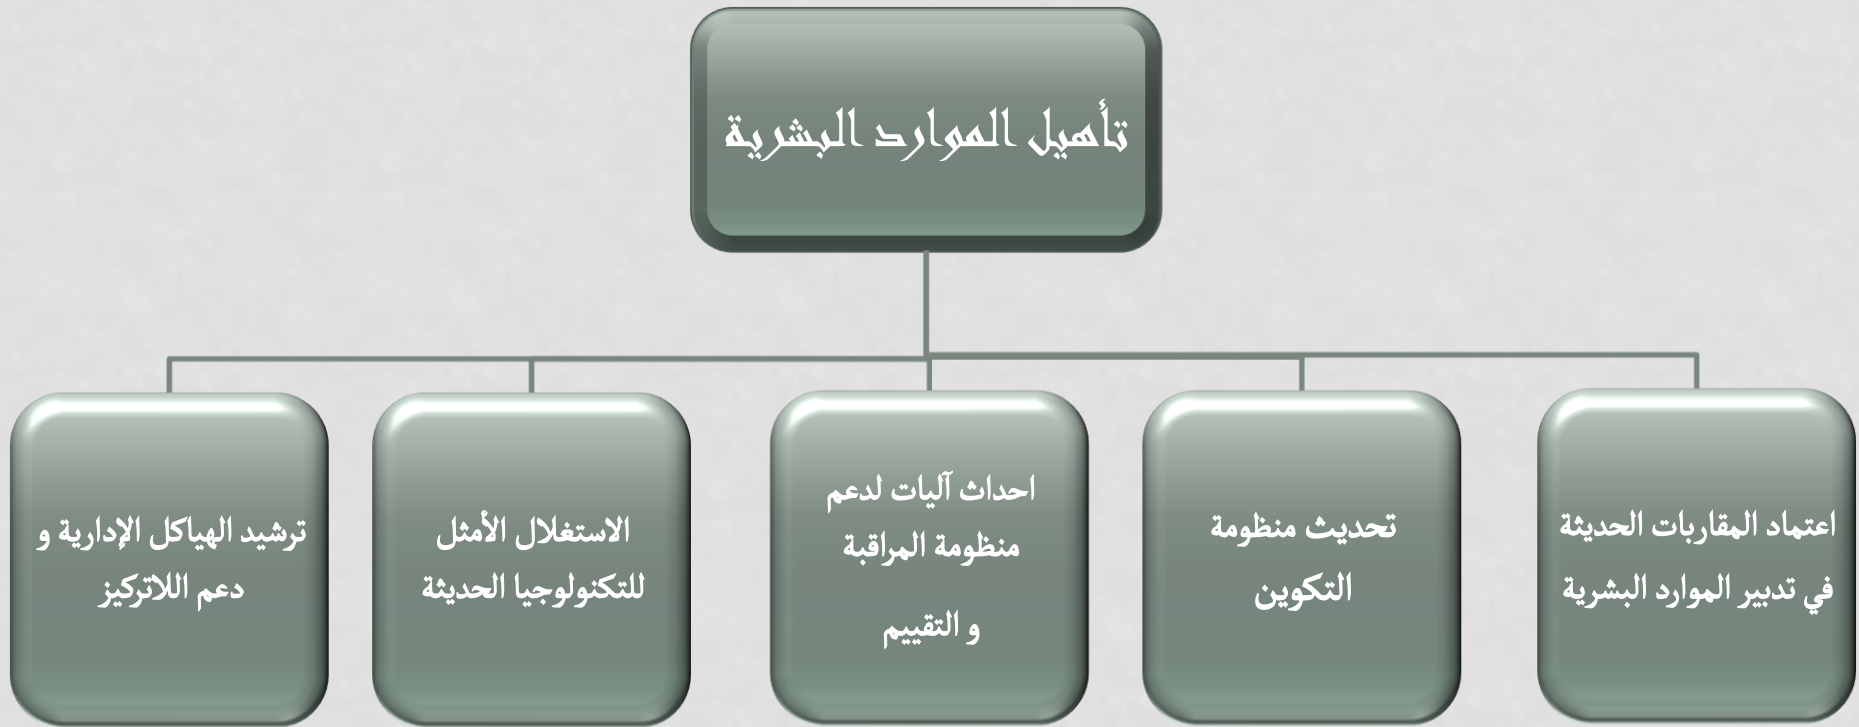 تأهيل الموارد البشرية
اعتماد المقاربات الحديثة
في تدبير الموارد البشرية
تحديث منظومة
التكوين
احداث آليات لدعم
منظومة المراقبة
و التقييم
الاستغلال الأمثل
للتكنولوجيا الحديثة
ترشيد الهياكل الإدارية و
دعم اللاتركيز